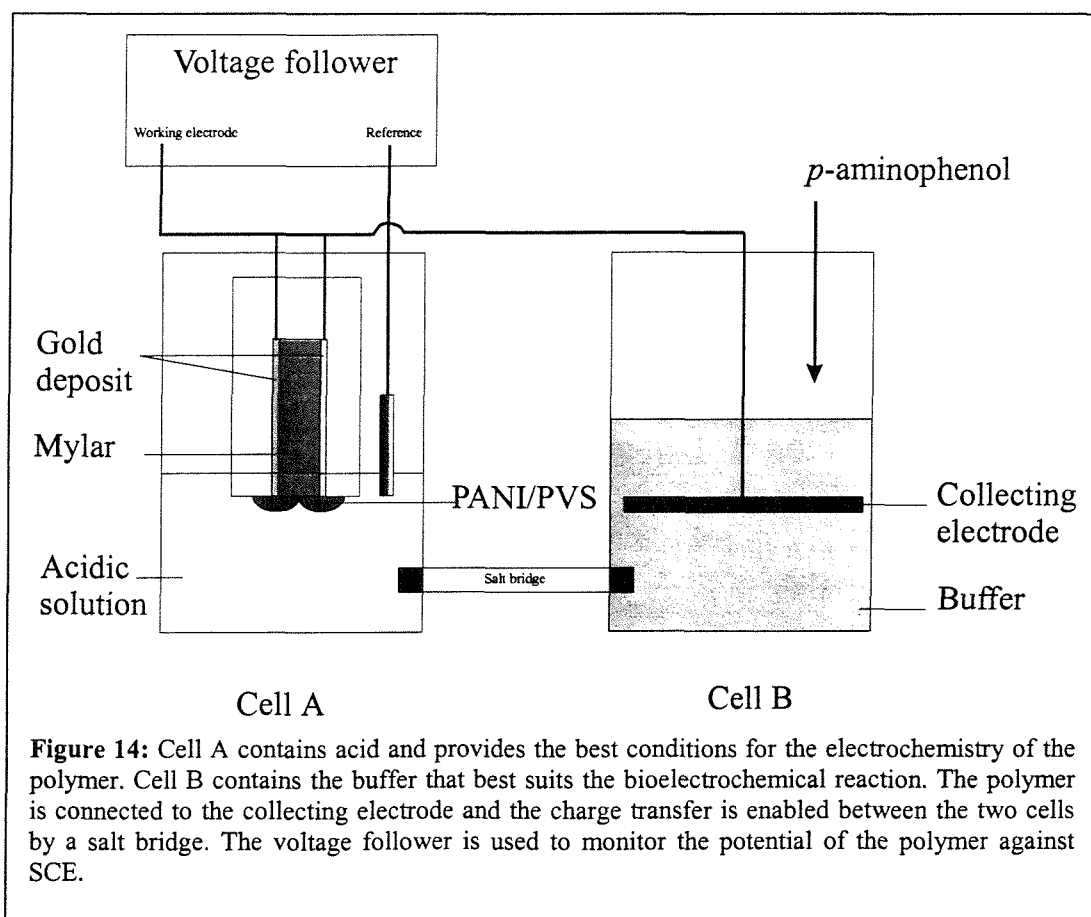 Voltage follower
Working electrode
Reference
p-aminophenol
Gold
deposit
Mylar
PANI/PVS
Collecting
electrode
Acidic
solution
Salt bridge
Buffer
Cell A
Cell B
Figure 14: Cell A contains acid and provides the best conditions for the electrochemistry of the
polymer. Cell B contains the buffer that best suits the bioelectrochemical reaction. The polymer
is connected to the collecting electrode and the charge transfer is enabled between the two cells
by a salt bridge. The voltage follower is used to monitor the potential of the polymer against
SCE.